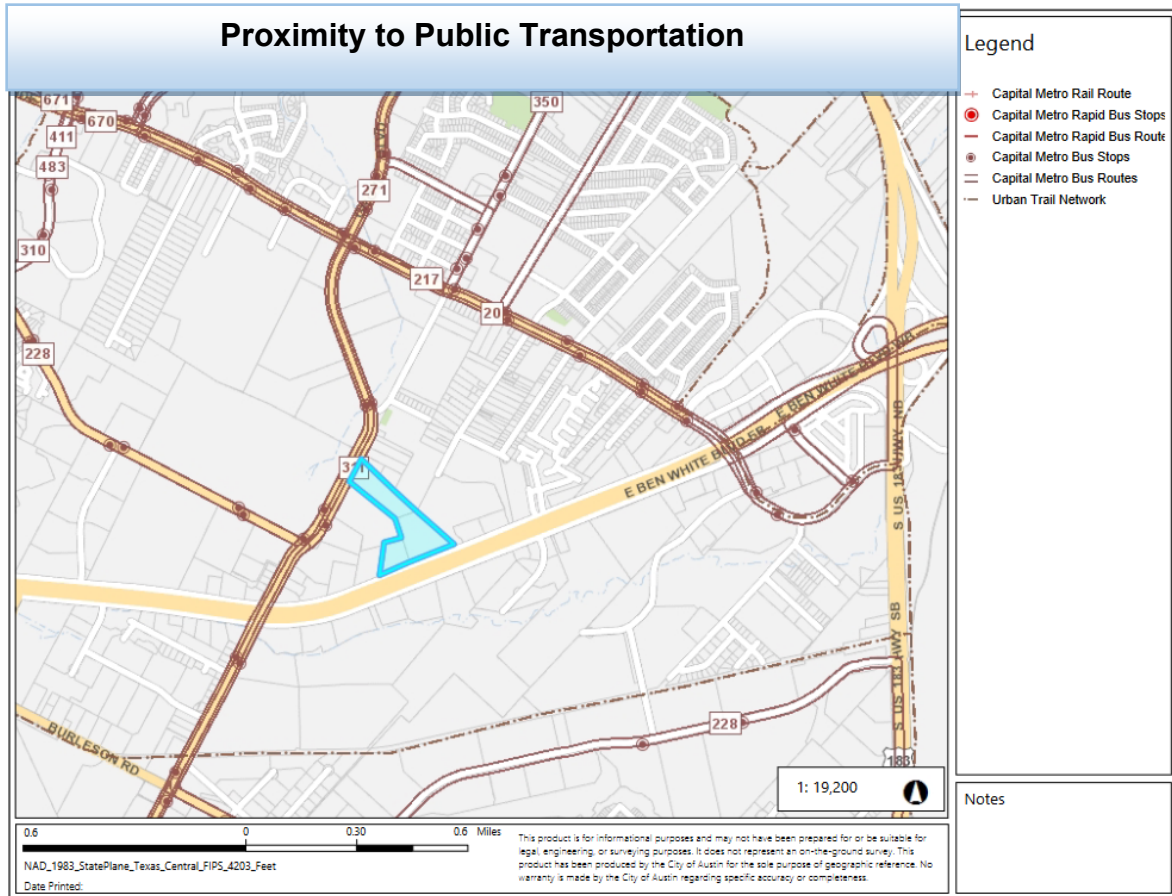 Proximity to Public Transportation
Legend
Capital Metro Rail Route
Capital Metro Rapid Bus Stops
Capital Metro Rapid Bus Route
Capital Metro Bus Stops
Capital Metro Bus Routes
Urban Trail Network
671
670
411
483
310
350
271
217
20
228
311
E BEN WHITE BLVD WB
E BEN WHITE BLVD EB
S US 183 HWY NB
S US 183 HWY SB
228
183
BURLESON RD
1: 19,200
Notes
0.6 0 0.30 0.6 Miles
NAD_1983_StatePlane_Texas_Central_FIPS_4203_Feet
Date Printed:
This product is for informational purposes and may not have been prepared for or be suitable for
legal, engineering, or surveying purposes. It does not represent an on-the-ground survey. This
product has been produced by the City of Austin for the sole purpose of geographic reference. No
warranty is made by the City of Austin regarding specific accuracy or completeness.